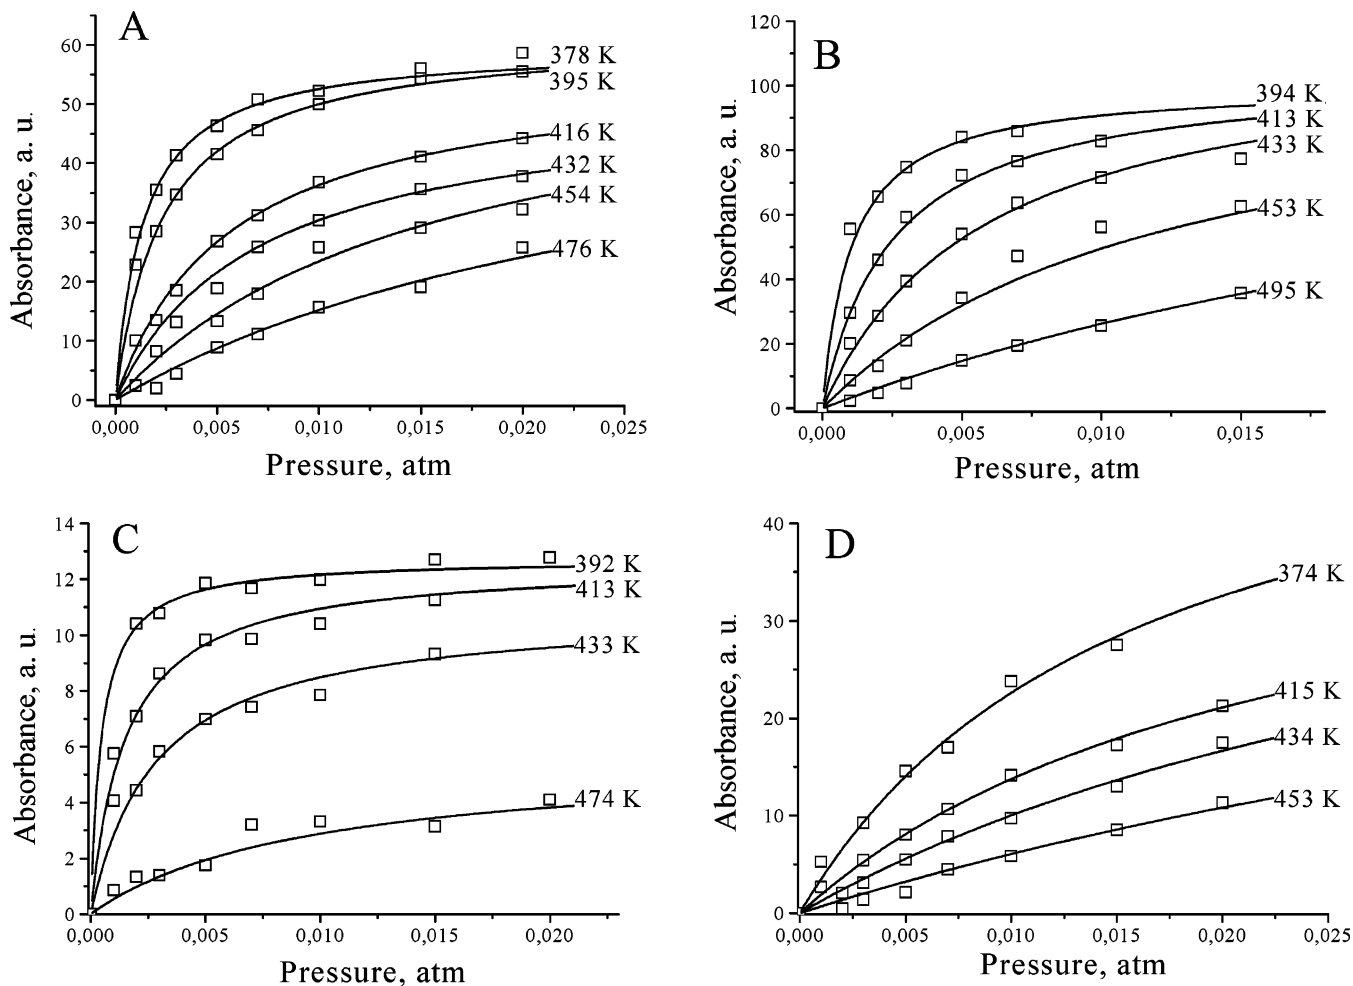 A
Absorbance, a. u.
60
50
40
30
20
10
0
378 K
395 K
416 K
432 K
454 K
476 K
0,000 0,005 0,010 0,015 0,020 0,025
Pressure, atm
B
Absorbance, a. u.
120
100
80
60
40
20
0
394 K
413 K
433 K
453 K
495 K
0,000 0,005 0,010 0,015
Pressure, atm
C
Absorbance, a. u.
14
12
10
8
6
4
2
0
392 K
413 K
433 K
474 K
0,000 0,005 0,010 0,015 0,020
Pressure, atm
D
Absorbance, a. u.
40
30
20
10
0
374 K
415 K
434 K
453 K
0,000 0,005 0,010 0,015 0,020 0,025
Pressure, atm